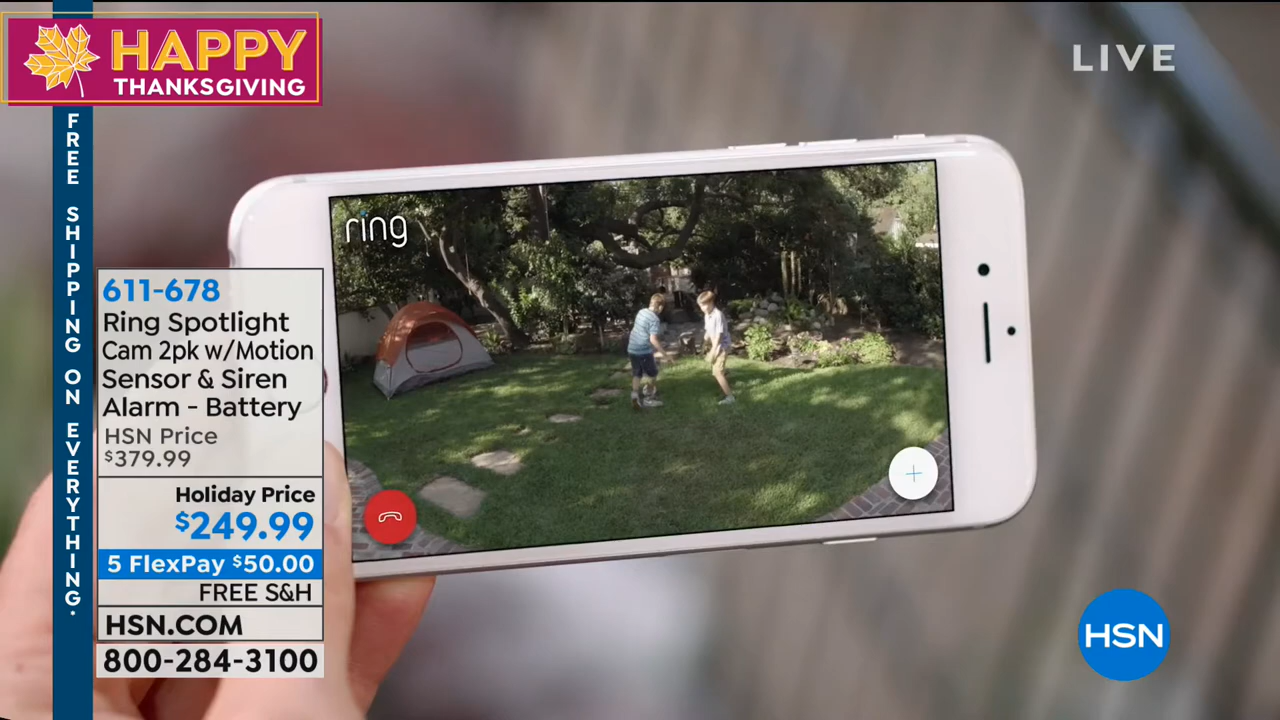 HAPPY
THANKSGIVING
LIVE
FREE SHIPPING ON EVERYTHING.*
ring
611-678
Ring Spotlight
Cam 2pk w/Motion
Sensor & Siren
Alarm - Battery
HSN Price
$379.99
Holiday Price
$249.99
5 FlexPay $50.00
FREE S&H
HSN.COM
800-284-3100
HSN